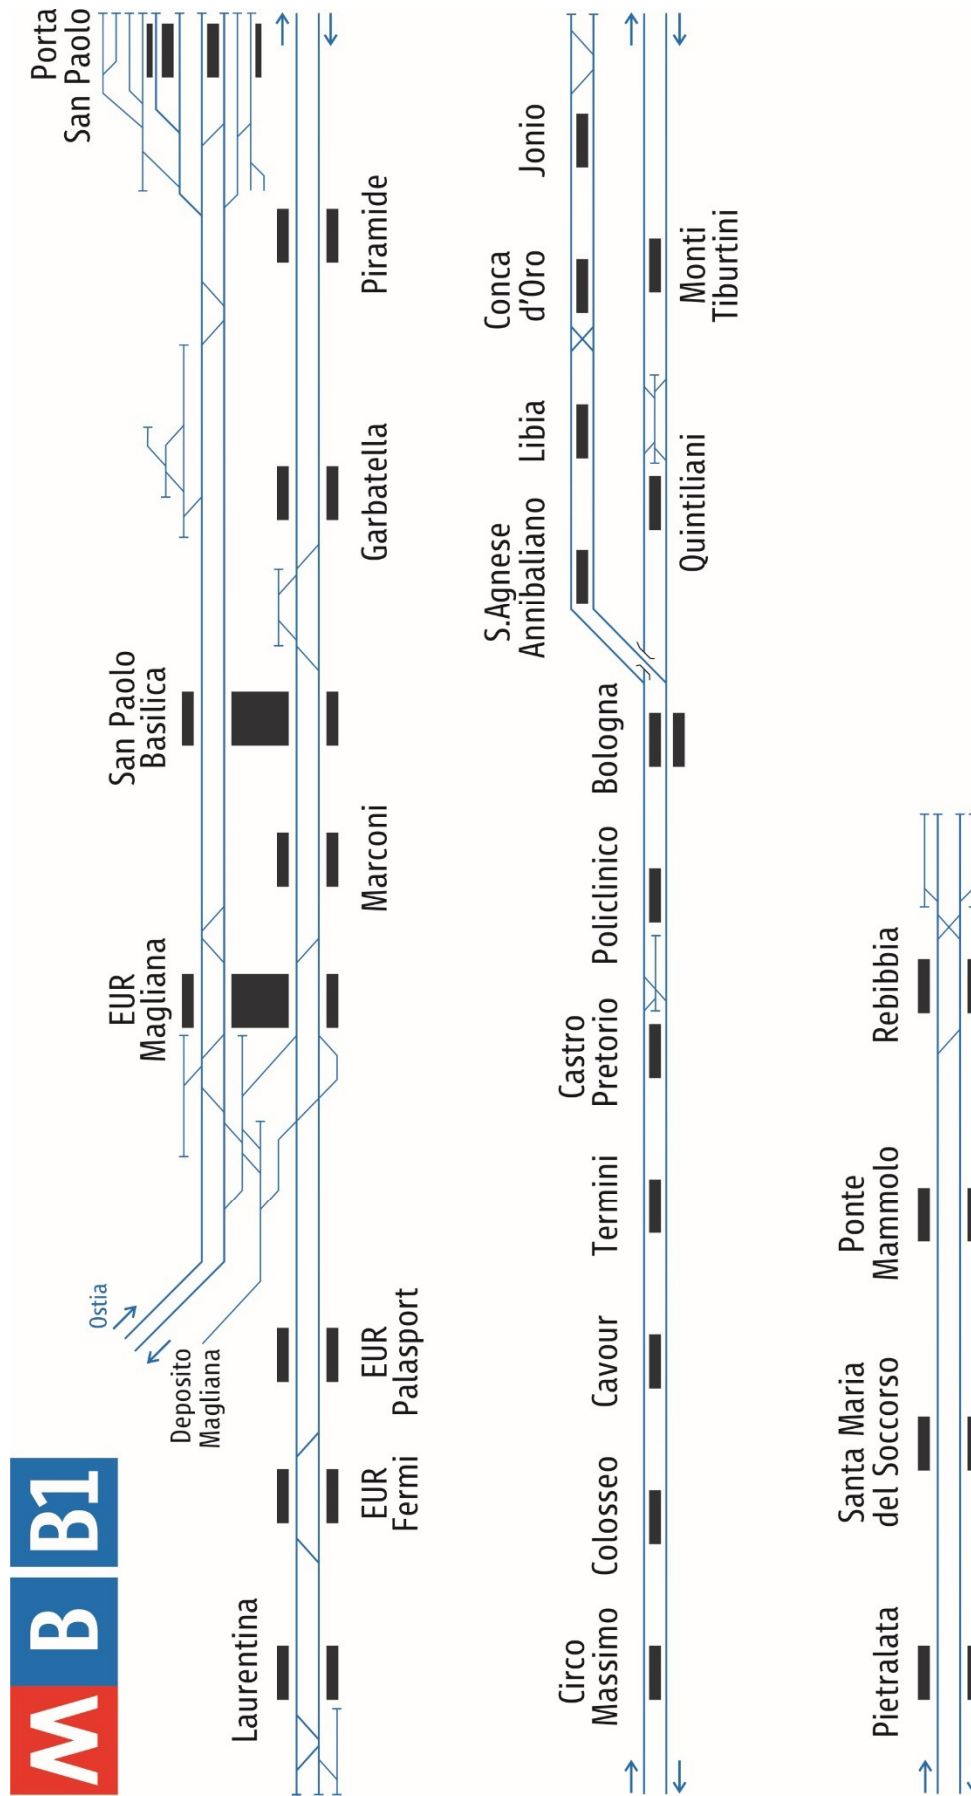 M B B1
Laurentina
EUR
Fermi
EUR
Palasport
Deposito
Magliana
Ostia
EUR
Magliana
Marconi
San Paolo
Basilica
Garbatella
Piramide
Porta
San Paolo
Circo
Massimo
Colosseo
Cavour
Termini
Castro
Pretorio
Policlinico
Bologna
S.Agnese
Annibaliano
Libia
Conca
d'Oro
Jonio
Quintiliani
Monti
Tiburtini
Pietralata
Santa Maria
del Soccorso
Ponte
Mammolo
Rebibbia